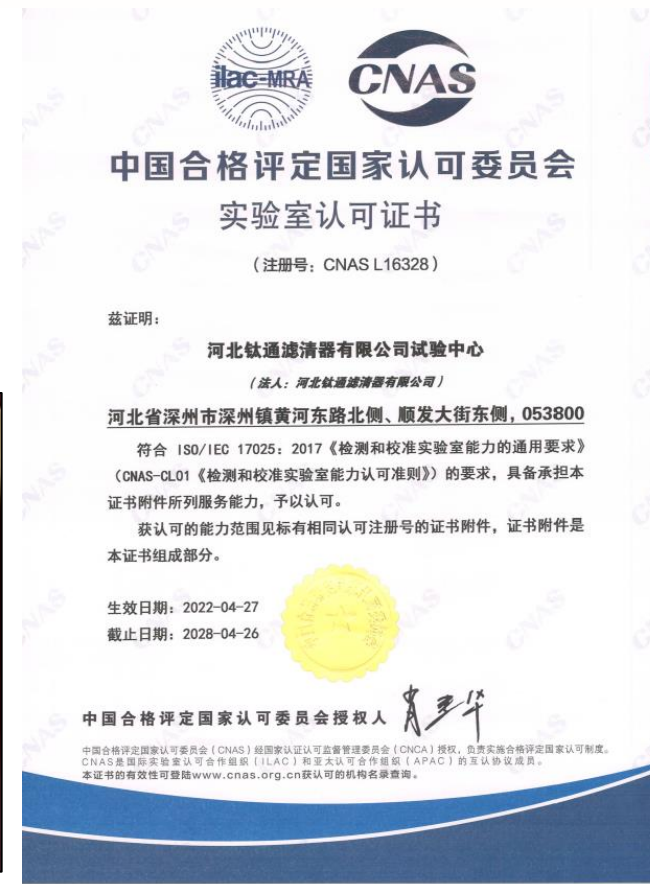 ilac-MRA
CNAS
中国合格评定国家认可委员会
实验室认可证书
（注册号：CNAS L16328）
兹证明：
河北钛通滤清器有限公司试验中心
（法人：河北钛通滤清器有限公司）
河北省深州市深州镇黄河东路北侧、顺发大街东侧，053800
符合 ISO/IEC 17025：2017《检测和校准实验室能力的通用要求》
（CNAS-CL01《检测和校准实验室能力认可准则》）的要求，具备承担本
证书附件所列服务能力，予以认可。
获认可的能力范围见标有相同认可注册号的证书附件，证书附件是
本证书组成部分。
生效日期：2022-04-27
截止日期：2028-04-26
中国合格评定国家认可委员会授权人
中国合格评定国家认可委员会（CNAS）经国家认证认可监督管理委员会（CNCA）授权，负责实施合格评定国家认可制度。
CNAS是国际实验室认可合作组织（ILAC）和亚太认可合作组织（APAC）的互认协议成员。
本证书的有效性可登陆www.cnas.org.cn获认可的机构名录查询。